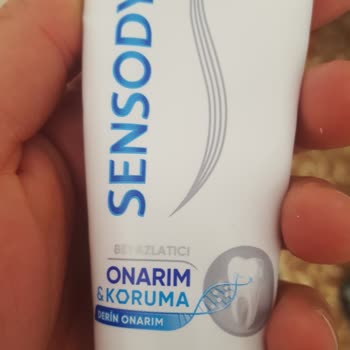 SENSODY
BEYAZLATICI
ONARIM
& KORUMA
DERİN ONARIM